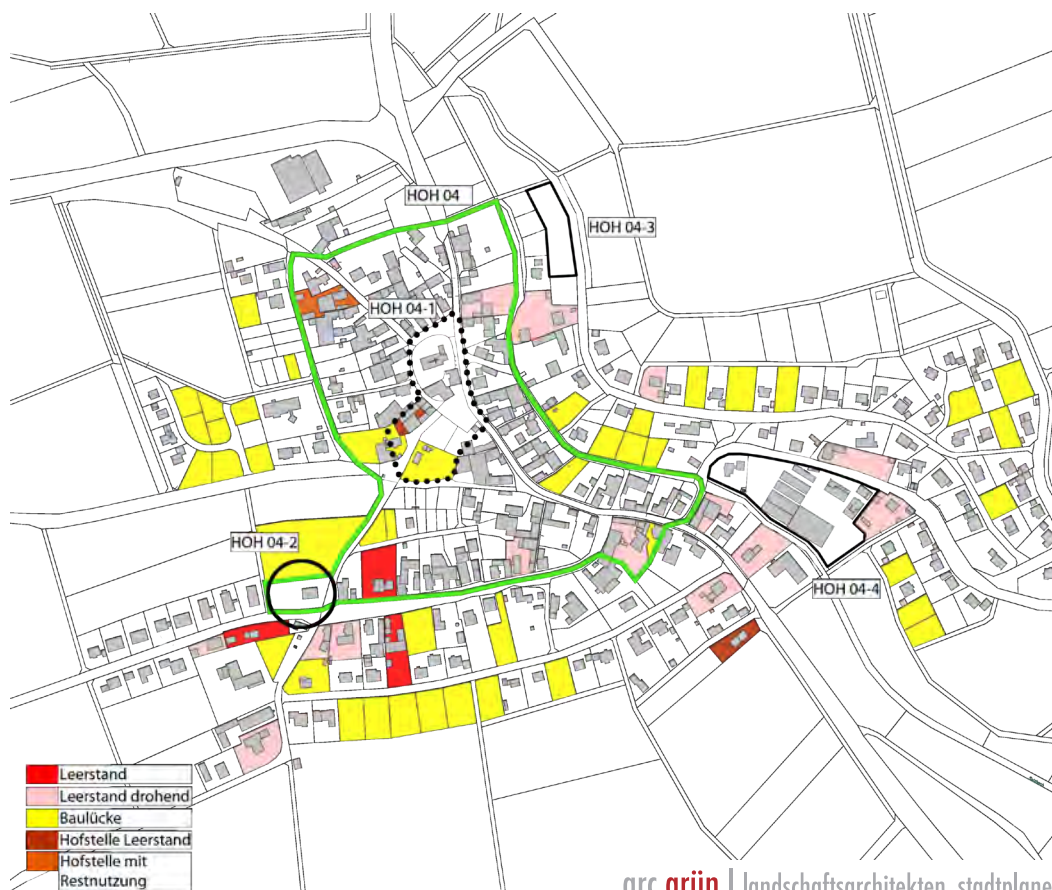 HOH 04
HOH 04-3
HOH 04-1
HOH 04-2
HOH 04-4
Leerstand
Leerstand drohend
Baulücke
Hofstelle Leerstand
Hofstelle mit
Restnutzung
arc grün | landschaftsarchitekten. stadtplane